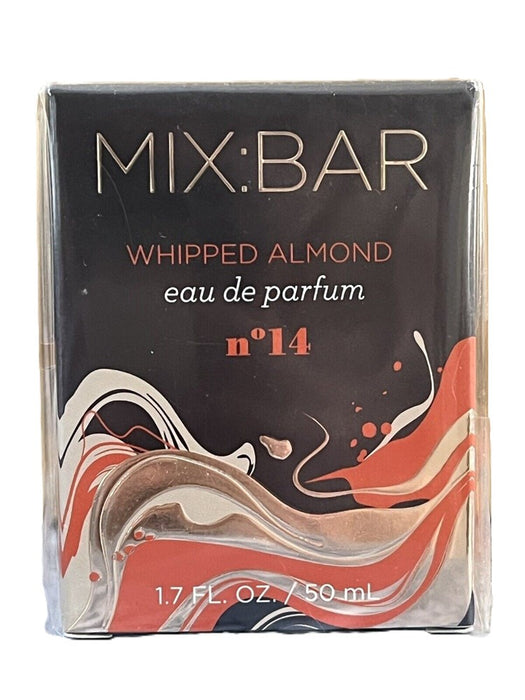 MIX:BAR
WHIPPED ALMOND
eau de parfum
nº14
1.7 FL. OZ. / 50 mL